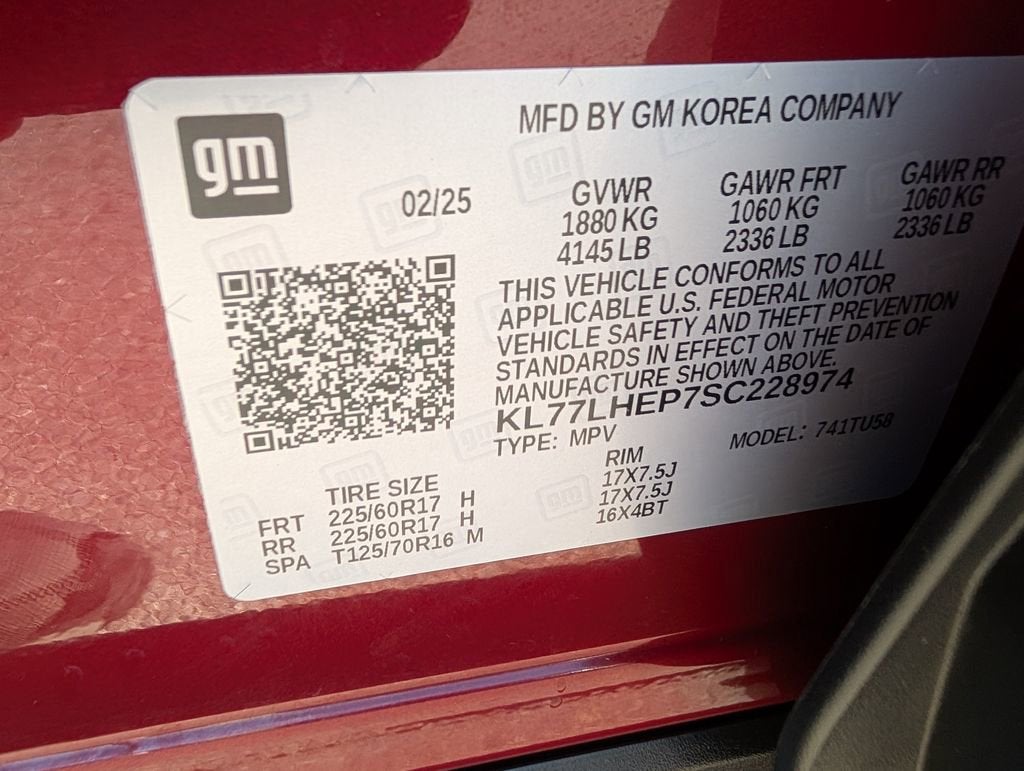 gm
MFD BY GM KOREA COMPANY
02/25
GVWR GAWR FRT GAWR RR
1880 KG 1060 KG 1060 KG
4145 LB 2336 LB 2336 LB
THIS VEHICLE CONFORMS TO ALL
APPLICABLE U.S. FEDERAL MOTOR
VEHICLE SAFETY AND THEFT PREVENTION
STANDARDS IN EFFECT ON THE DATE OF
MANUFACTURE SHOWN ABOVE.
KL77LHEP7SC228974
TYPE: MPV MODEL: 741TU58
TIRE SIZE RIM
FRT 225/60R17 H 17X7.5J
RR 225/60R17 H 17X7.5J
SPA T125/70R16 M 16X4BT